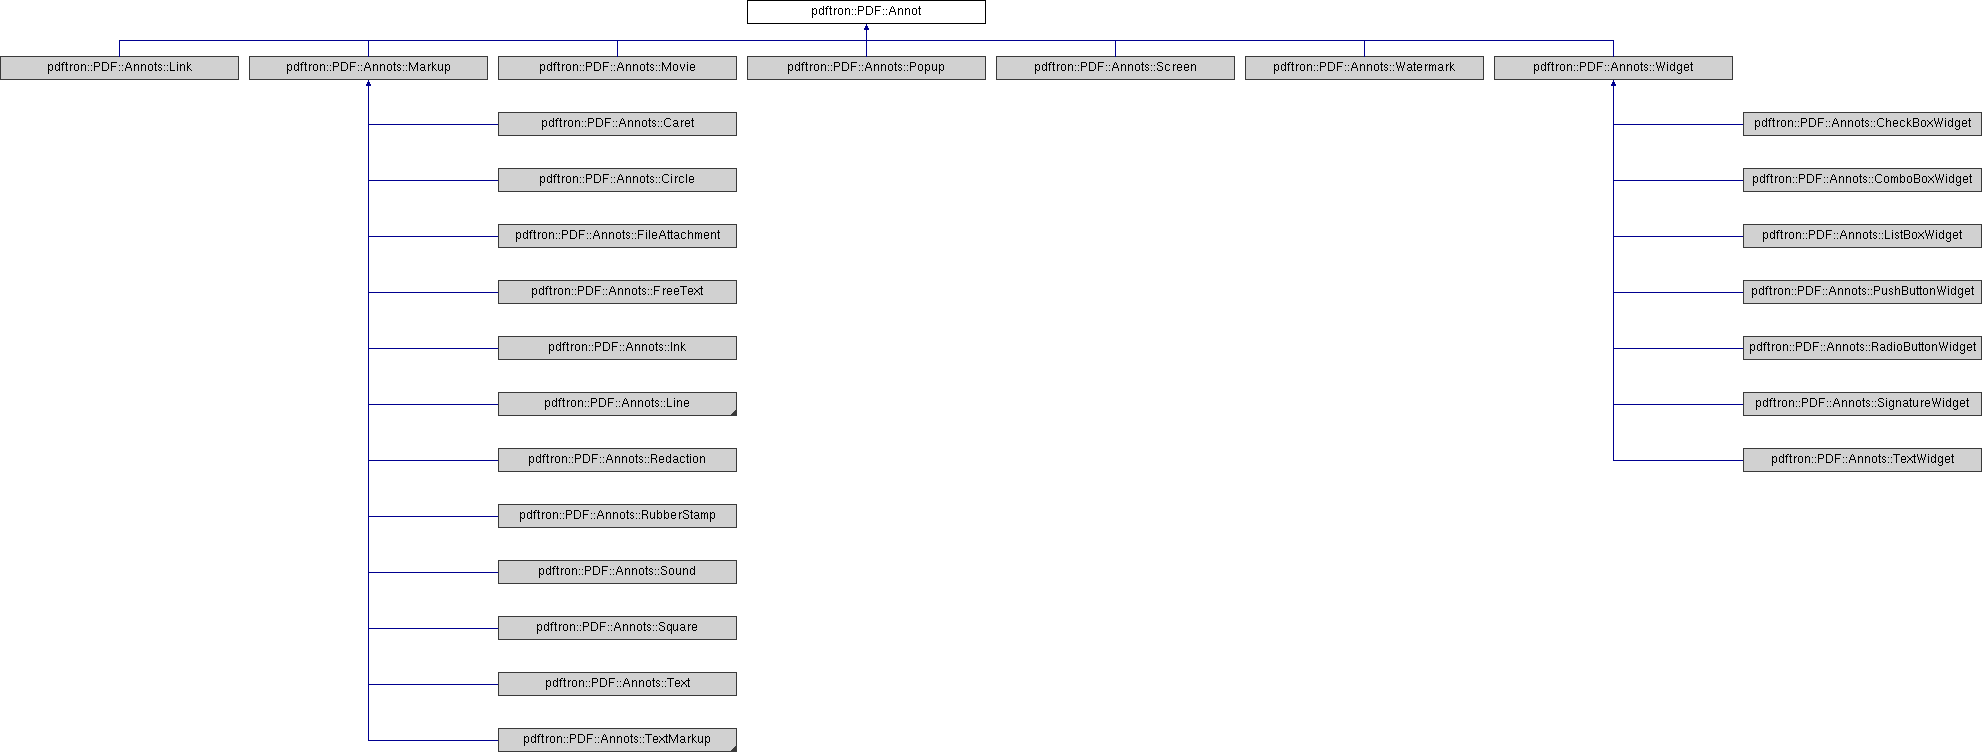 pdftron::PDF::Annot
pdftron::PDF::Annots::Link
pdftron::PDF::Annots::Markup
pdftron::PDF::Annots::Movie
pdftron::PDF::Annots::Popup
pdftron::PDF::Annots::Screen
pdftron::PDF::Annots::Watermark
pdftron::PDF::Annots::Widget
pdftron::PDF::Annots::Caret
pdftron::PDF::Annots::Circle
pdftron::PDF::Annots::FileAttachment
pdftron::PDF::Annots::FreeText
pdftron::PDF::Annots::Ink
pdftron::PDF::Annots::Line
pdftron::PDF::Annots::Redaction
pdftron::PDF::Annots::RubberStamp
pdftron::PDF::Annots::Sound
pdftron::PDF::Annots::Square
pdftron::PDF::Annots::Text
pdftron::PDF::Annots::TextMarkup
pdftron::PDF::Annots::CheckBoxWidget
pdftron::PDF::Annots::ComboBoxWidget
pdftron::PDF::Annots::ListBoxWidget
pdftron::PDF::Annots::PushButtonWidget
pdftron::PDF::Annots::RadioButtonWidget
pdftron::PDF::Annots::SignatureWidget
pdftron::PDF::Annots::TextWidget